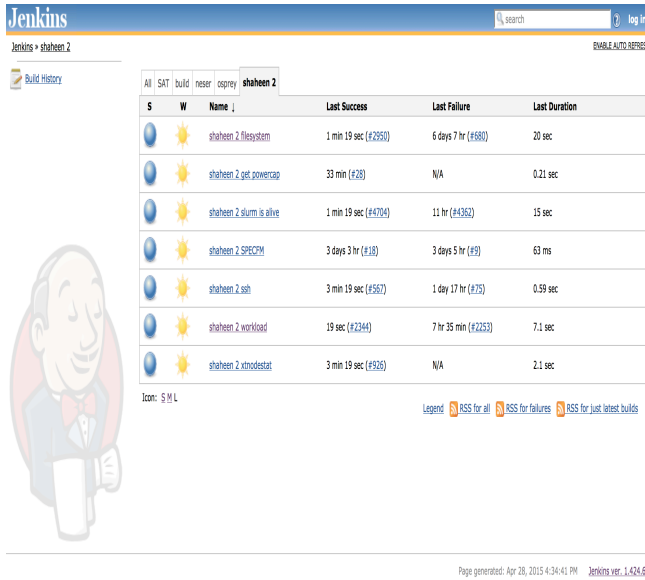 Jenkins
search
log in
Jenkins » shaheen 2
ENABLE AUTO REFRES
Build History
All SAT build neser osprey shaheen 2
S W Name ↓ Last Success Last Failure Last Duration
shaheen 2 filesystem 1 min 19 sec (#2950) 6 days 7 hr (#680) 20 sec
shaheen 2 get powercap 33 min (#28) N/A 0.21 sec
shaheen 2 slurm is alive 1 min 19 sec (#4704) 11 hr (#4362) 15 sec
shaheen 2 SPECFM 3 days 3 hr (#18) 3 days 5 hr (#9) 63 ms
shaheen 2 ssh 3 min 19 sec (#567) 1 day 17 hr (#75) 0.59 sec
shaheen 2 workload 19 sec (#2344) 7 hr 35 min (#2253) 7.1 sec
shaheen 2 xtnodestat 3 min 19 sec (#926) N/A 2.1 sec
Icon: S M L
Legend RSS for all RSS for failures RSS for just latest builds
Page generated: Apr 28, 2015 4:34:41 PM Jenkins ver. 1.424.6